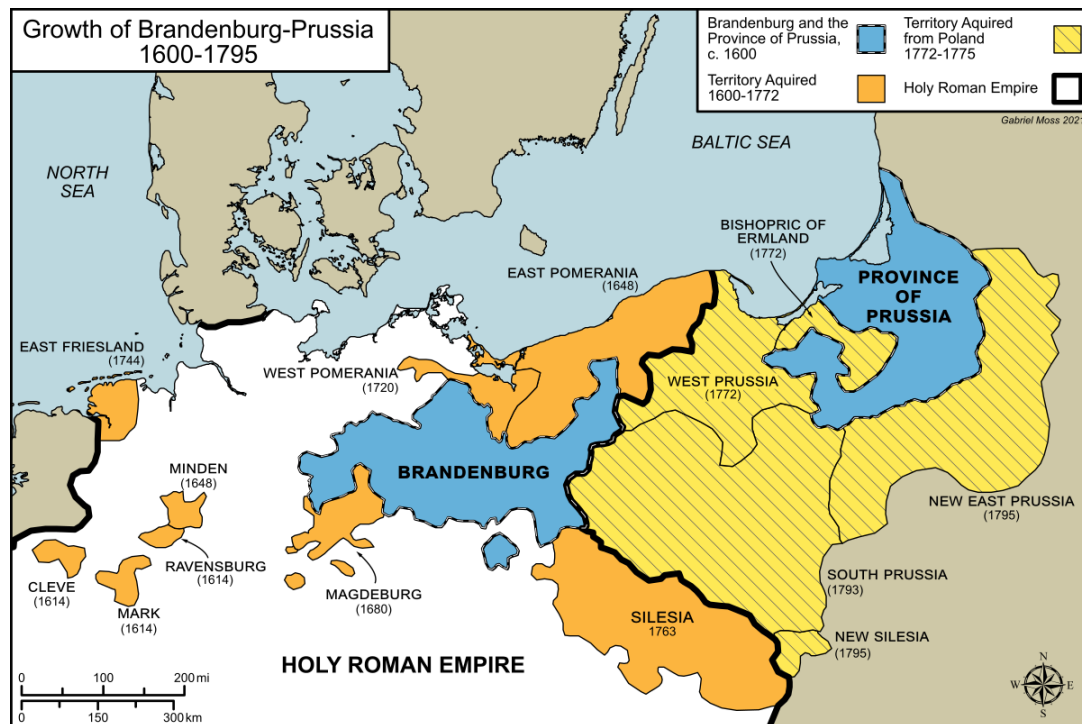 Growth of Brandenburg-Prussia
1600-1795
Brandenburg and the
Province of Prussia,
c. 1600
Territory Aquired
from Poland
1772-1775
Territory Aquired
1600-1772
Holy Roman Empire
Gabriel Moss 2021
NORTH
SEA
BALTIC SEA
BISHOPRIC OF
ERMLAND
(1772)
EAST POMERANIA
(1648)
PROVINCE
OF
PRUSSIA
EAST FRIESLAND
(1744)
WEST POMERANIA
(1720)
WEST PRUSSIA
(1772)
BRANDENBURG
MINDEN
(1648)
NEW EAST PRUSSIA
(1795)
RAVENSBURG
(1614)
CLEVE
(1614)
MARK
(1614)
MAGDEBURG
(1680)
SOUTH PRUSSIA
(1793)
SILESIA
1763
NEW SILESIA
(1795)
HOLY ROMAN EMPIRE
0 100 200 mi
0 150 300 km
N
W E
S